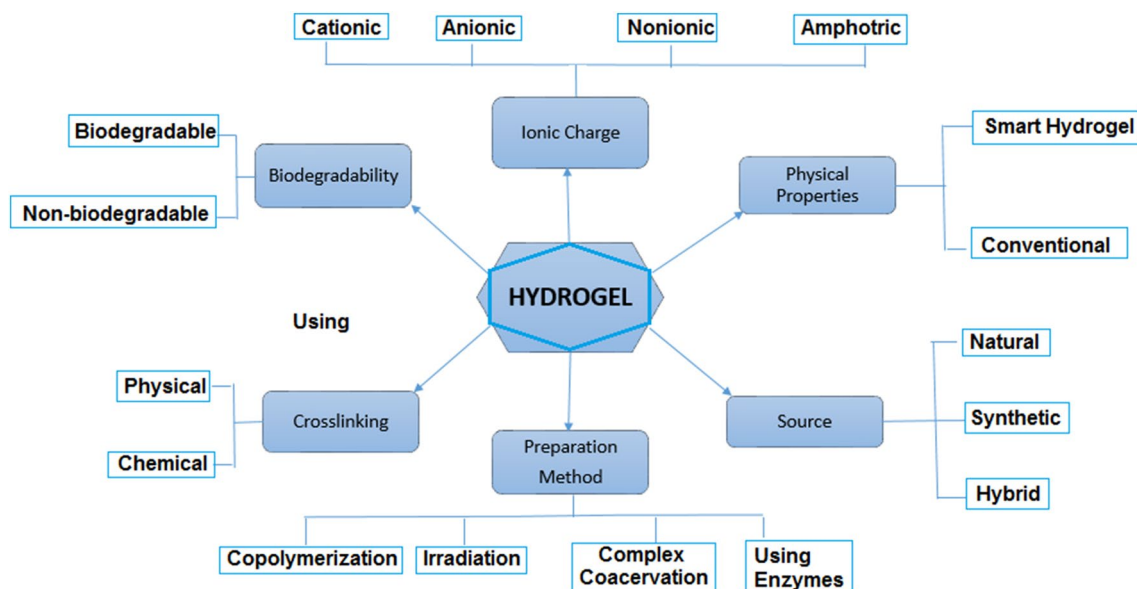 Cationic
Anionic
Nonionic
Amphotric
Ionic Charge
Biodegradable
Non-biodegradable
Biodegradability
Physical
Properties
Smart Hydrogel
Conventional
HYDROGEL
Using
Physical
Chemical
Crosslinking
Preparation
Method
Source
Natural
Synthetic
Hybrid
Copolymerization
Irradiation
Complex
Coacervation
Using
Enzymes